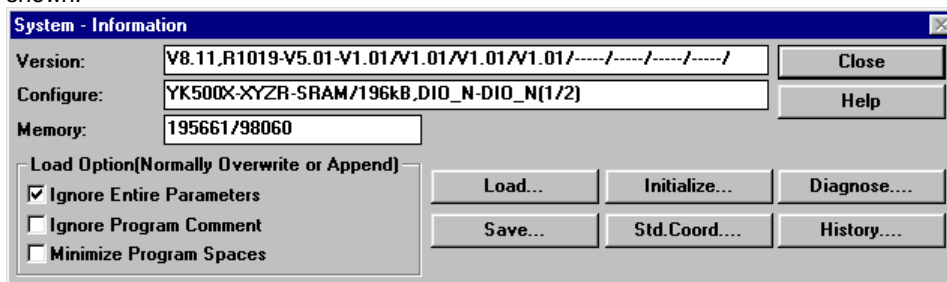 shown.
System - Information
Version: V8.11,R1019-V5.01-V1.01/V1.01/V1.01/V1.01/-----/-----/-----/-----/ Close
Configure: YK500X-XYZR-SRAM/196kB,DIO_N-DIO_N(1/2) Help
Memory: 195661/98060
Load Option(Normally Overwrite or Append)
Ignore Entire Parameters Load... Initialize... Diagnose....
Ignore Program Comment Save... Std.Coord.... History....
Minimize Program Spaces